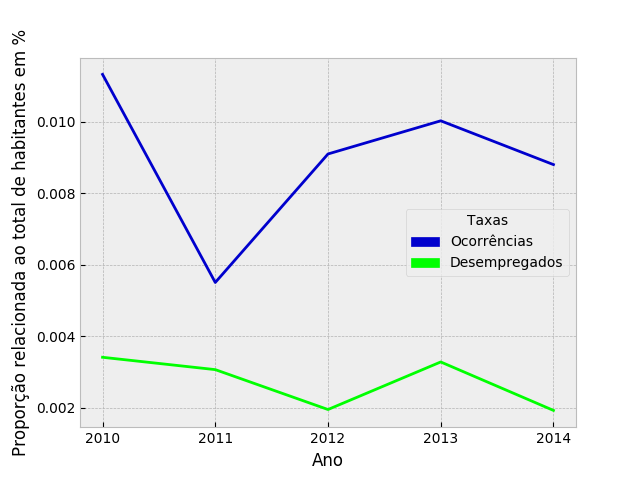 Proporção relacionada ao total de habitantes em %
0.010
0.008
0.006
0.004
0.002
Taxas
Ocorrências
Desempregados
2010 2011 2012 2013 2014
Ano